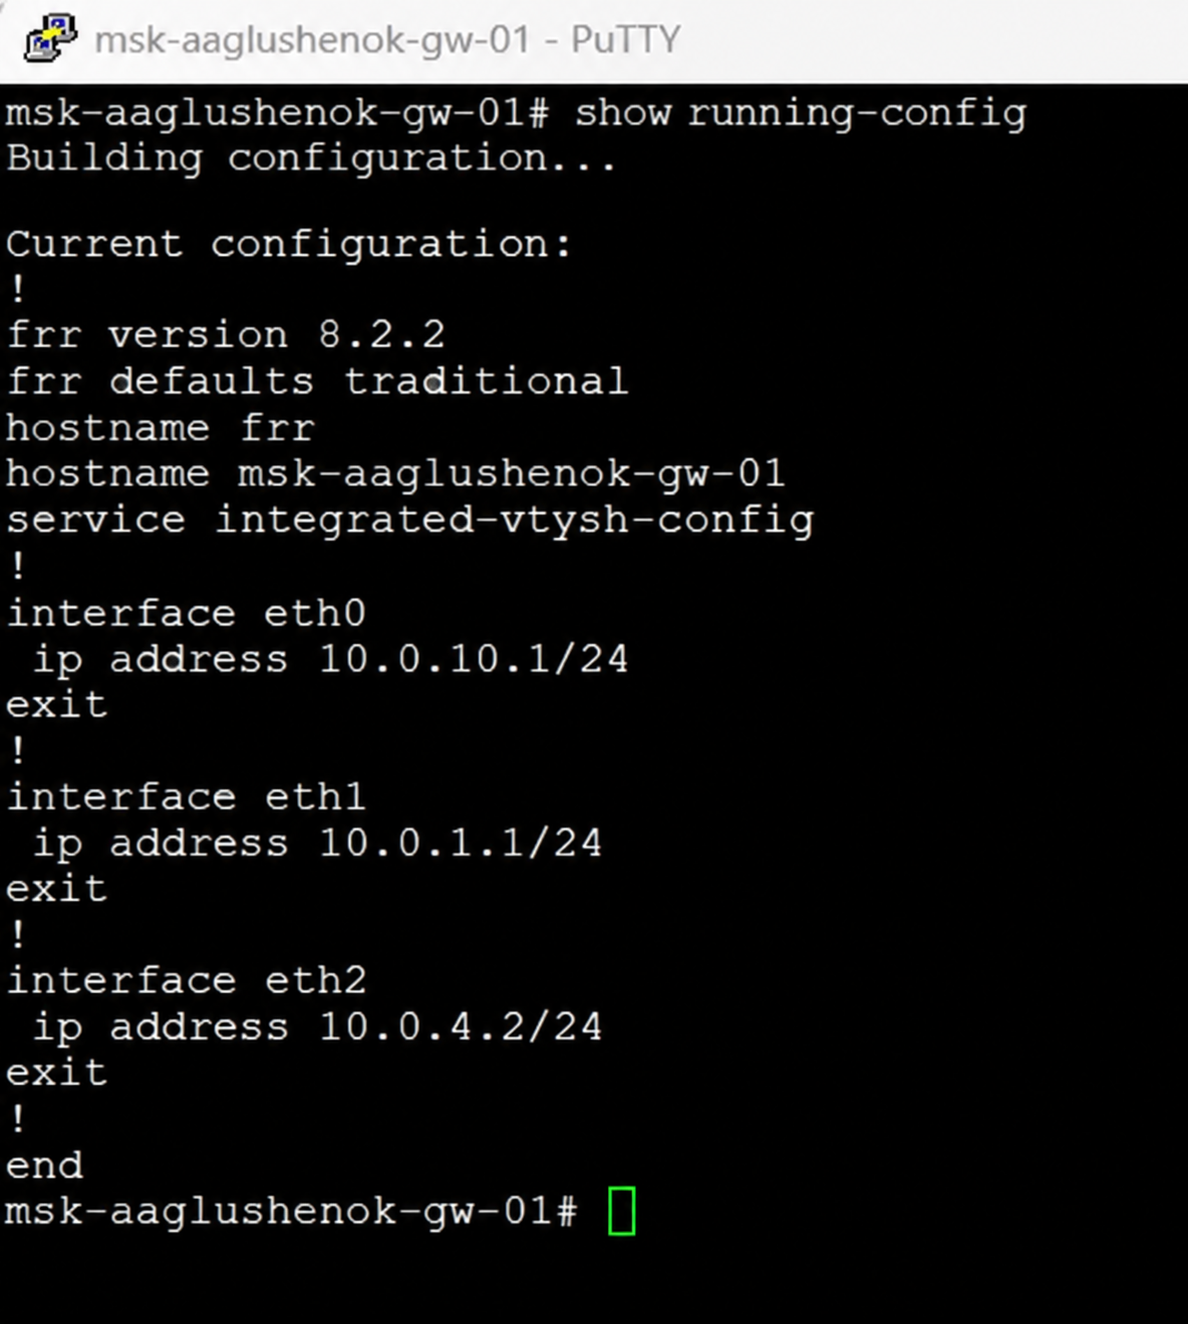 msk-aaglushenok-gw-01 - PuTTY
msk-aaglushenok-gw-01# show running-config
Building configuration...
Current configuration:
!
frr version 8.2.2
frr defaults traditional
hostname frr
hostname msk-aaglushenok-gw-01
service integrated-vtysh-config
!
interface eth0
 ip address 10.0.10.1/24
exit
!
interface eth1
 ip address 10.0.1.1/24
exit
!
interface eth2
 ip address 10.0.4.2/24
exit
!
end
msk-aaglushenok-gw-01#